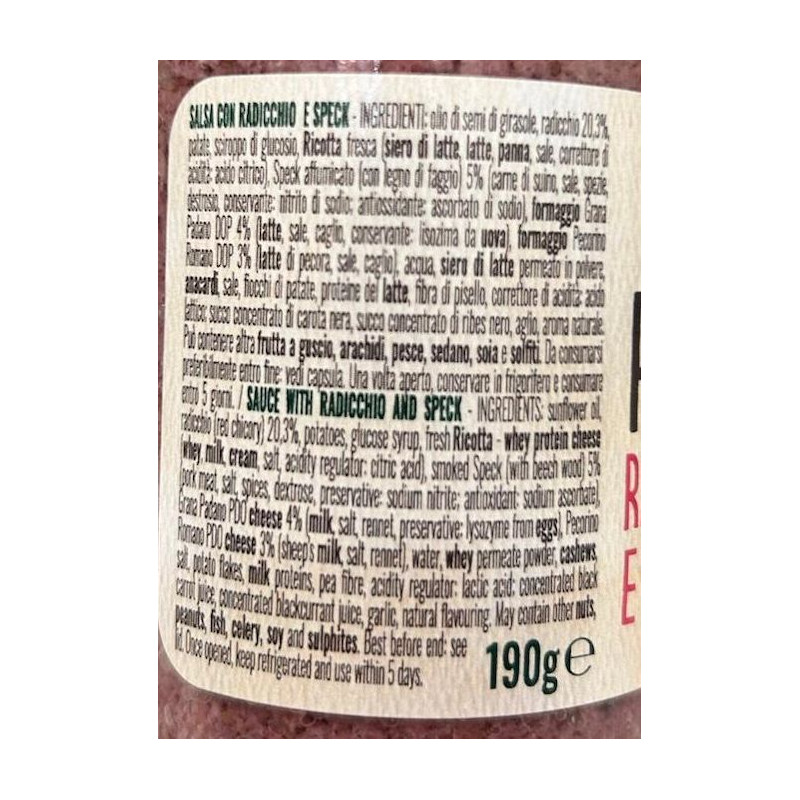 SALSA CON RADICCHIO E SPECK - INGREDIENTI: olio di semi di girasole, radicchio 20,3%,
patate, sciroppo di glucosio, Ricotta fresca (siero di latte, latte, panna, sale, correttore di
acidità: acido citrico), Speck affumicato (con legno di faggio) 5% (carne di suino, sale, spezie,
destrosio, conservante: nitrito di sodio; antiossidante: ascorbato di sodio), formaggio Grana
Padano DOP 4% (latte, sale, caglio, conservante: lisozima da uova), formaggio Pecorino
Romano DOP 3% (latte di pecora, sale, caglio), acqua, siero di latte permeato in polvere,
anacardi, sale, fiocchi di patate, proteine del latte, fibra di pisello, correttore di acidità: acido
lattico; succo concentrato di carota nera, succo concentrato di ribes nero, aglio, aroma naturale.
Può contenere altra frutta a guscio, arachidi, pesce, sedano, soia e solfiti. Da consumarsi
preferibilmente entro fine: vedi capsula. Una volta aperto, conservare in frigorifero e consumare
entro 5 giorni. / SAUCE WITH RADICCHIO AND SPECK - INGREDIENTS: sunflower oil,
radicchio (red chicory) 20,3%, potatoes, glucose syrup, fresh Ricotta - whey protein cheese
(whey, milk, cream, salt, acidity regulator: citric acid), smoked Speck (with beech wood) 5%
(pork meat, salt, spices, dextrose, preservative: sodium nitrite; antioxidant: sodium ascorbate),
Grana Padano PDO cheese 4% (milk, salt, rennet, preservative: lysozyme from eggs), Pecorino
Romano PDO cheese 3% (sheep's milk, salt, rennet), water, whey permeate powder, cashews,
salt, potato flakes, milk proteins, pea fibre, acidity regulator: lactic acid; concentrated black
carrot juice, concentrated blackcurrant juice, garlic, natural flavouring. May contain other nuts,
peanuts, fish, celery, soy and sulphites. Best before end: see
lid. Once opened, keep refrigerated and use within 5 days.
190g e
R
E